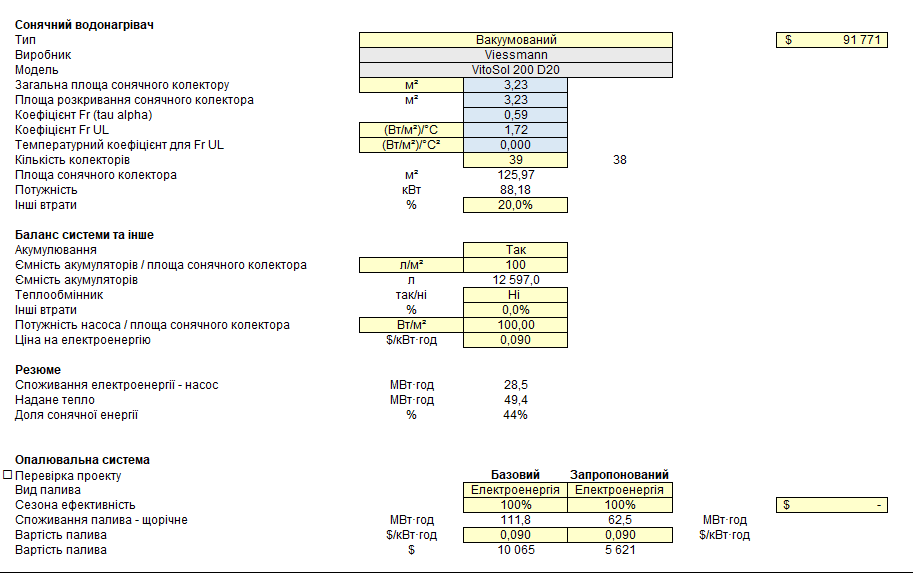 Сонячний водонагрівач
Тип Вакуумований $ 91 771
Виробник Viessmann
Модель VitoSol 200 D20
Загальна площа сонячного колектору м² 3,23
Площа розкривання сонячного колектора м² 3,23
Коефіцієнт Fr (tau alpha) 0,59
Коефіцієнт Fr UL (Вт/м²)/°C 1,72
Температурний коефіцієнт для Fr UL (Вт/м²)/°C² 0,000
Кількість колекторів 39 38
Площа сонячного колектора м² 125,97
Потужність кВт 88,18
Інші втрати % 20,0%
Баланс системи та інше
Акумулювання Так
Ємність акумуляторів / площа сонячного колектора л/м² 100
Ємність акумуляторів л 12 597,0
Теплообмінник так/ні Ні
Інші втрати % 0,0%
Потужність насоса / площа сонячного колектора Вт/м² 100,00
Ціна на електроенергію $/кВт·год 0,090
Резюме
Споживання електроенергії - насос МВт·год 28,5
Надане тепло МВт·год 49,4
Доля сонячної енергії % 44%
Опалювальна система
Перевірка проекту Базовий Запропонований
Вид палива Електроенергія Електроенергія
Сезона ефективність 100% 100% $ -
Споживання палива - щорічне МВт·год 111,8 62,5 МВт·год
Вартість палива $/кВт·год 0,090 0,090 $/кВт·год
Вартість палива $ 10 065 5 621